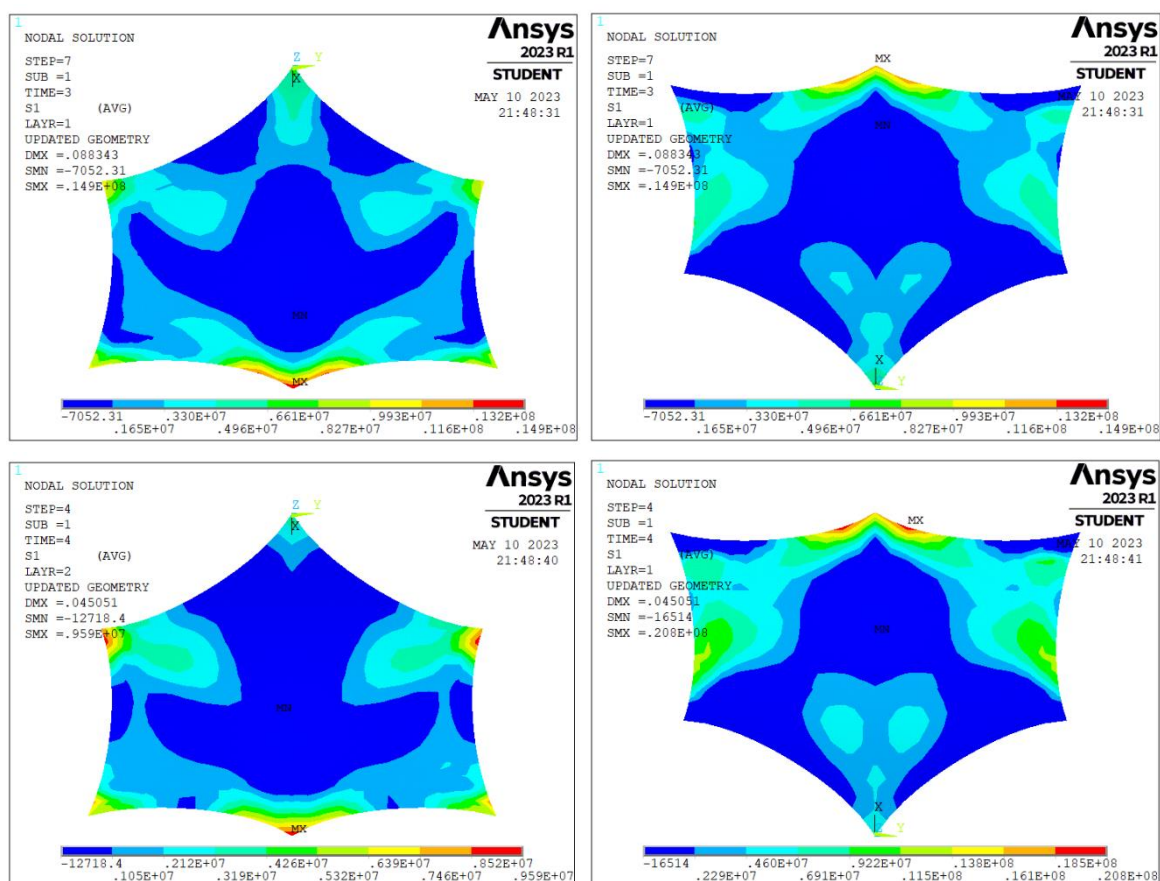 1
NODAL SOLUTION
STEP=7
SUB =1
TIME=3
S1 (AVG)
LAYR=1
UPDATED GEOMETRY
DMX =.088343
SMN =-7052.31
SMX =.149E+08
Ansys
2023 R1
STUDENT
MAY 10 2023
21:48:31
Z Y
X
MN
MX
-7052.31 .330E+07 .661E+07 .993E+07 .132E+08
.165E+07 .496E+07 .827E+07 .116E+08 .149E+08
1
NODAL SOLUTION
STEP=7
SUB =1
TIME=3
S1 (AVG)
LAYR=1
UPDATED GEOMETRY
DMX =.088343
SMN =-7052.31
SMX =.149E+08
Ansys
2023 R1
STUDENT
MAY 10 2023
21:48:31
MX
MN
X
Y
-7052.31 .330E+07 .661E+07 .993E+07 .132E+08
.165E+07 .496E+07 .827E+07 .116E+08 .149E+08
1
NODAL SOLUTION
STEP=4
SUB =1
TIME=4
S1 (AVG)
LAYR=2
UPDATED GEOMETRY
DMX =.045051
SMN =-12718.4
SMX =.959E+07
Ansys
2023 R1
STUDENT
MAY 10 2023
21:48:40
Z Y
X
MN
MX
-12718.4 .212E+07 .426E+07 .639E+07 .852E+07
.105E+07 .319E+07 .532E+07 .746E+07 .959E+07
1
NODAL SOLUTION
STEP=4
SUB =1
TIME=4
S1 (AVG)
LAYR=1
UPDATED GEOMETRY
DMX =.045051
SMN =-16514
SMX =.208E+08
Ansys
2023 R1
STUDENT
MAY 10 2023
21:48:41
MX
MN
X
Y
-16514 .460E+07 .922E+07 .138E+08 .185E+08
.229E+07 .691E+07 .115E+08 .161E+08 .208E+08